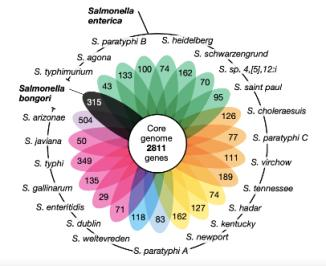 Salmonella
enterica
S. paratyphi B
S. heidelberg
S. agona
S. schwarzengrund
S. typhimurium
S. sp. 4,[5],12:i
Salmonella
bongori
S. saint paul
S. arizonae
S. choleraesuis
S. javiana
S. paratyphi C
S. typhi
S. virchow
S. gallinarum
S. tennessee
S. enteritidis
S. hadar
S. dublin
S. kentucky
S. weltevreden
S. newport
S. paratyphi A
100
74
162
70
95
126
77
111
189
74
127
162
83
118
71
29
135
349
50
504
315
43
133
Core
genome
2811
genes